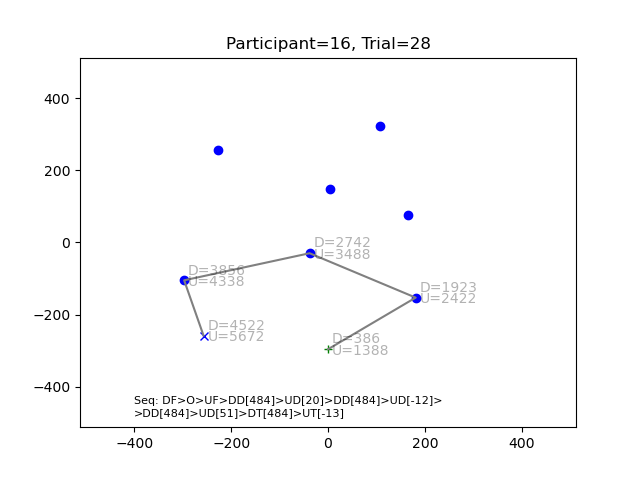 Participant=16, Trial=28
400
200
0
−200
−400
D=2742
U=3488
D=3856
U=4338
D=1923
U=2422
D=4522
U=5672
D=386
U=1388
Seq: DF>O>UF>DD[484]>UD[20]>DD[484]>UD[-12]>
>DD[484]>UD[51]>DT[484]>UT[-13]
−400 −200 0 200 400